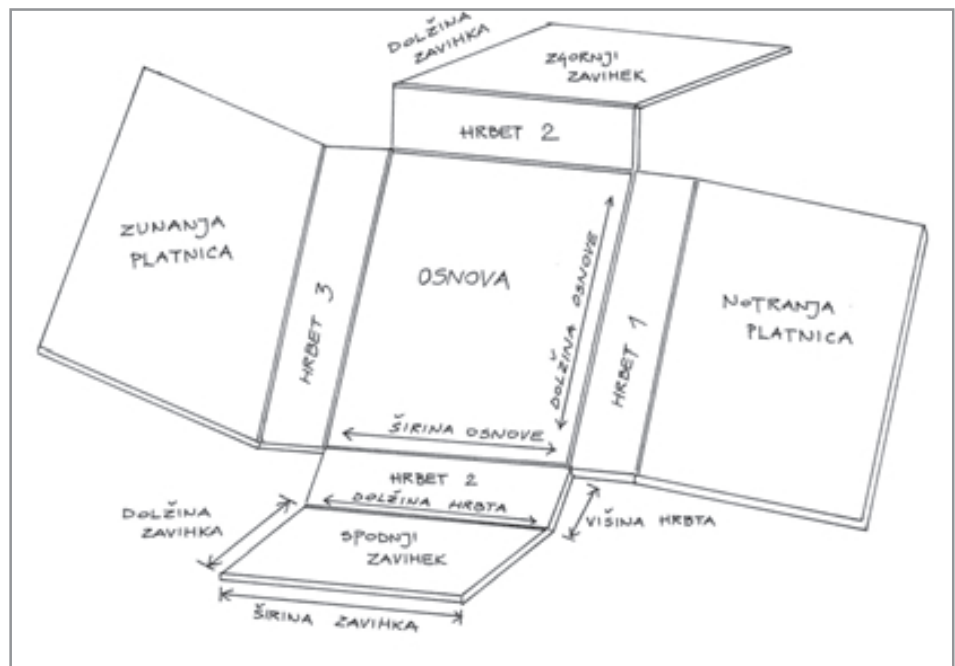 DOLŽINA
ZAVIHKA
ZGORNJI
ZAVIHEK
HRBET 2
ZUNANJA
PLATNICA
HRBET 3
OSNOVA
DOLŽINA OSNOVE
ŠIRINA OSNOVE
HRBET 1
NOTRANJA
PLATNICA
HRBET 2
DOLŽINA HRBTA
DOLŽINA
ZAVIHKA
VIŠINA HRBTA
SPODNJI
ZAVIHEK
ŠIRINA ZAVIHKA